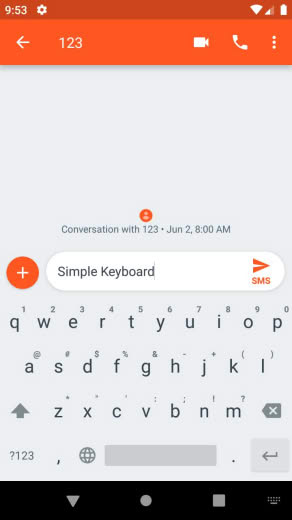 9:53
123
Conversation with 123 • Jun 2, 8:00 AM
Simple Keyboard
SMS
1 2 3 4 5 6 7 8 9 0
q w e r t y u i o p
@ # $ % & - + ( )
a s d f g h j k l
* " ' : ; ! ?
z x c v b n m
?123 , .